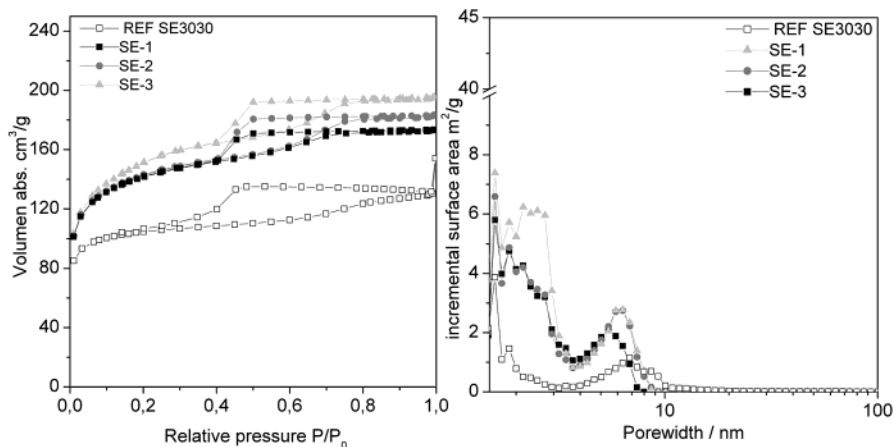 240
200
160
120
80
40
0
Volumen abs. cm³/g
REF SE3030
SE-1
SE-2
SE-3
0,0
0,2
0,4
0,6
0,8
1,0
Relative pressure P/P₀
45
40
8
6
4
2
0
incremental surface area m²/g
REF SE3030
SE-1
SE-2
SE-3
10
100
Porewidth / nm